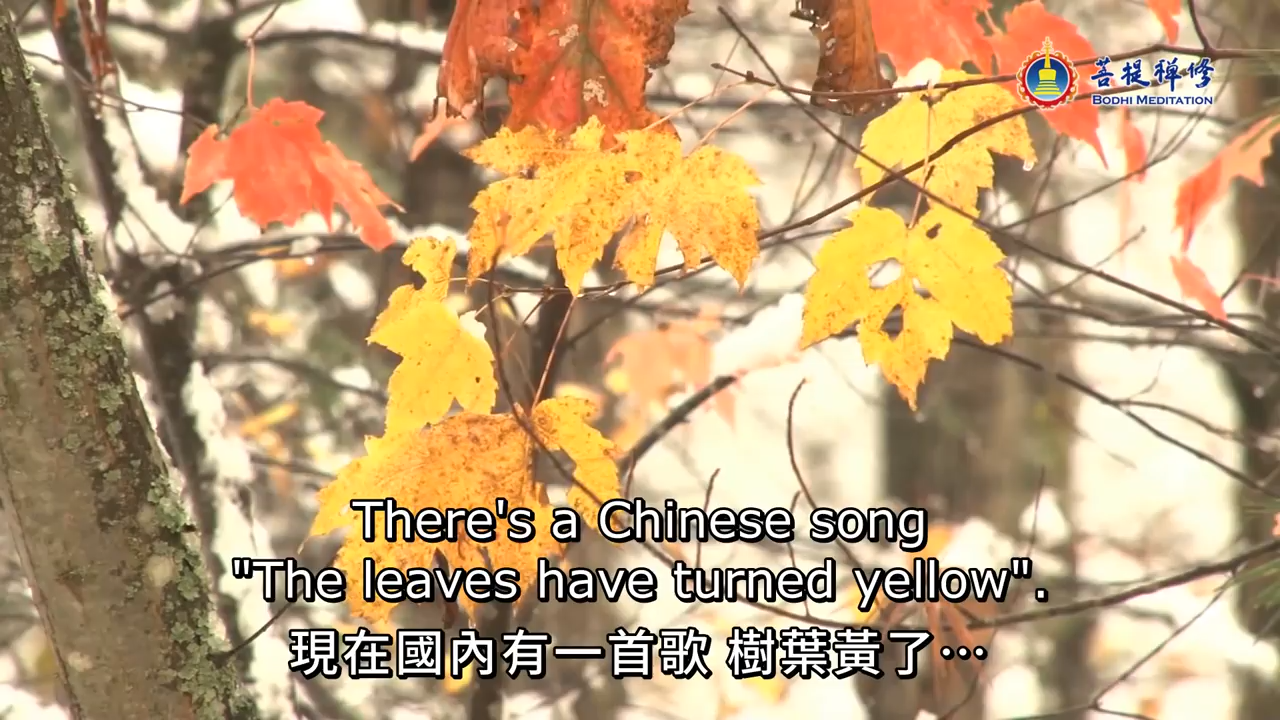 菩提禪修
BODHI MEDITATION
There's a Chinese song
"The leaves have turned yellow".
現在國內有一首歌 樹葉黃了…